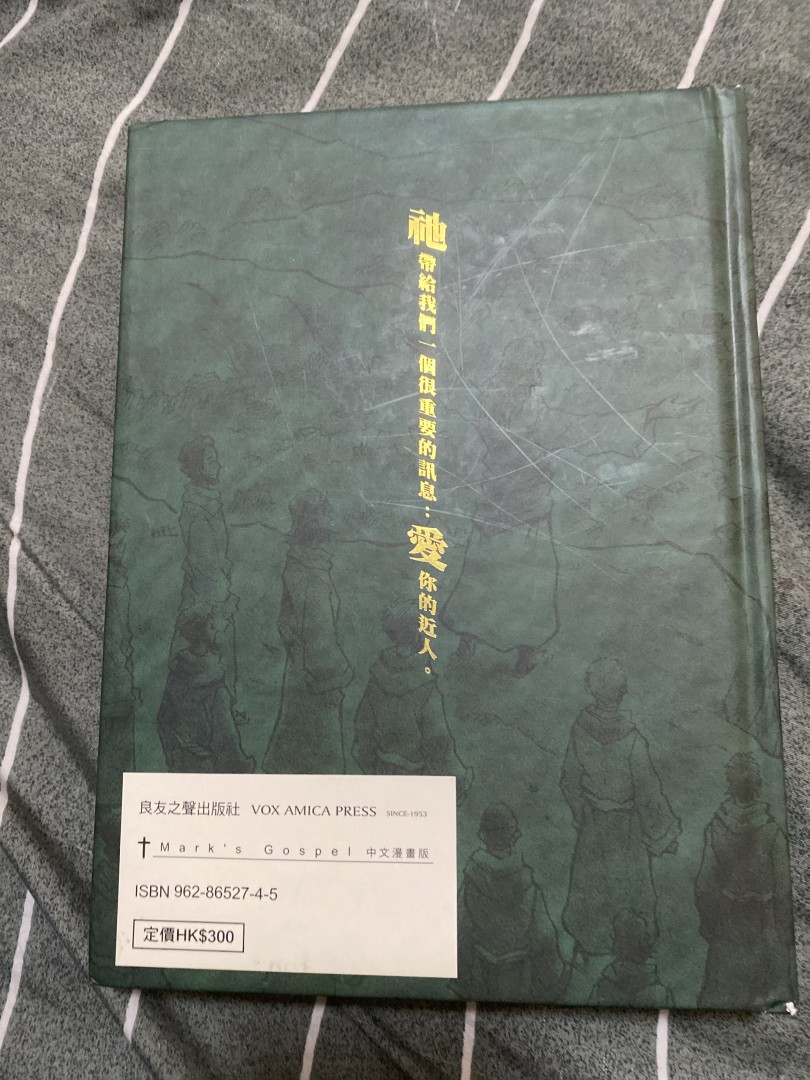 祂帶給我們一個很重要的訊息：愛你的近人。
良友之聲出版社 VOX AMICA PRESS SINCE-1953
Mark's Gospel 中文漫畫版
ISBN 962-86527-4-5
定價HK$300